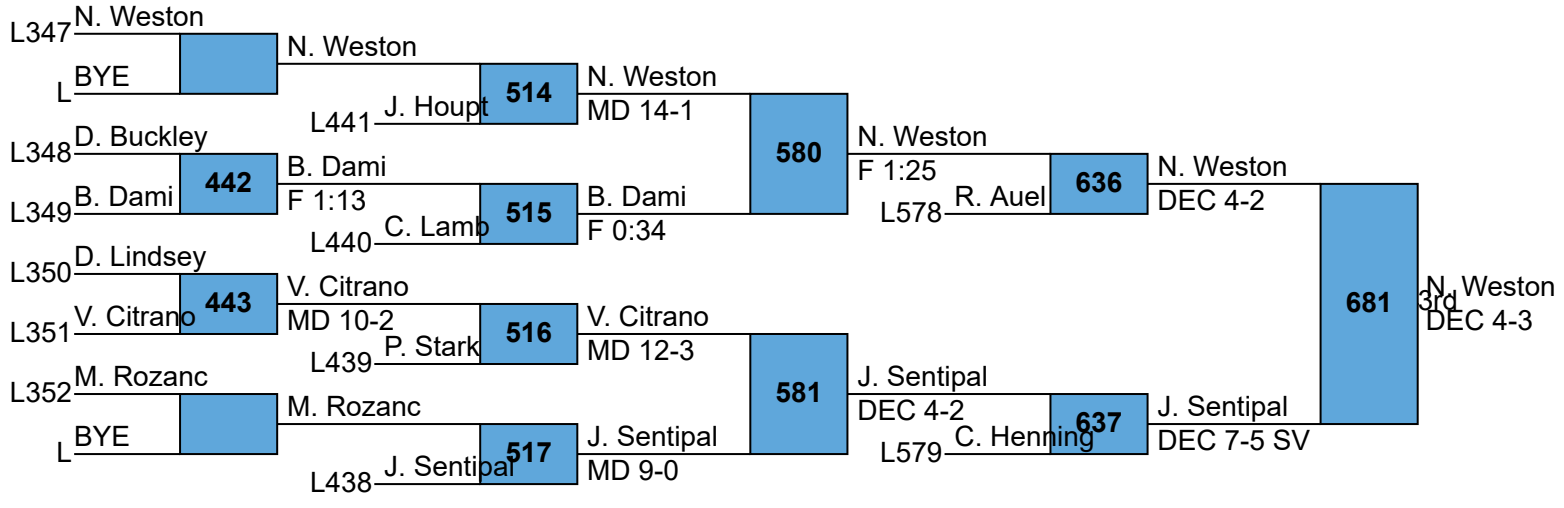 N. Weston
L347
BYE
L
N. Weston
514
J. Houpt
L441
N. Weston
MD 14-1
D. Buckley
L348
442
B. Dami
L349
B. Dami
F 1:13
515
C. Lamb
L440
B. Dami
F 0:34
580
N. Weston
F 1:25
R. Auel
L578
636
N. Weston
DEC 4-2
D. Lindsey
L350
443
V. Citrano
L351
V. Citrano
MD 10-2
516
P. Stark
L439
V. Citrano
MD 12-3
M. Rozanc
L352
BYE
L
M. Rozanc
517
J. Sentipal
L438
J. Sentipal
MD 9-0
581
J. Sentipal
DEC 4-2
C. Henning
L579
637
J. Sentipal
DEC 7-5 SV
681
N. Weston
3rd
DEC 4-3